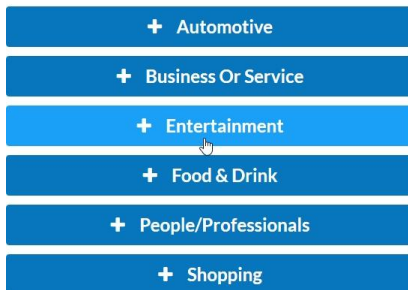 + Automotive
+ Business Or Service
+ Entertainment
+ Food & Drink
+ People/Professionals
+ Shopping